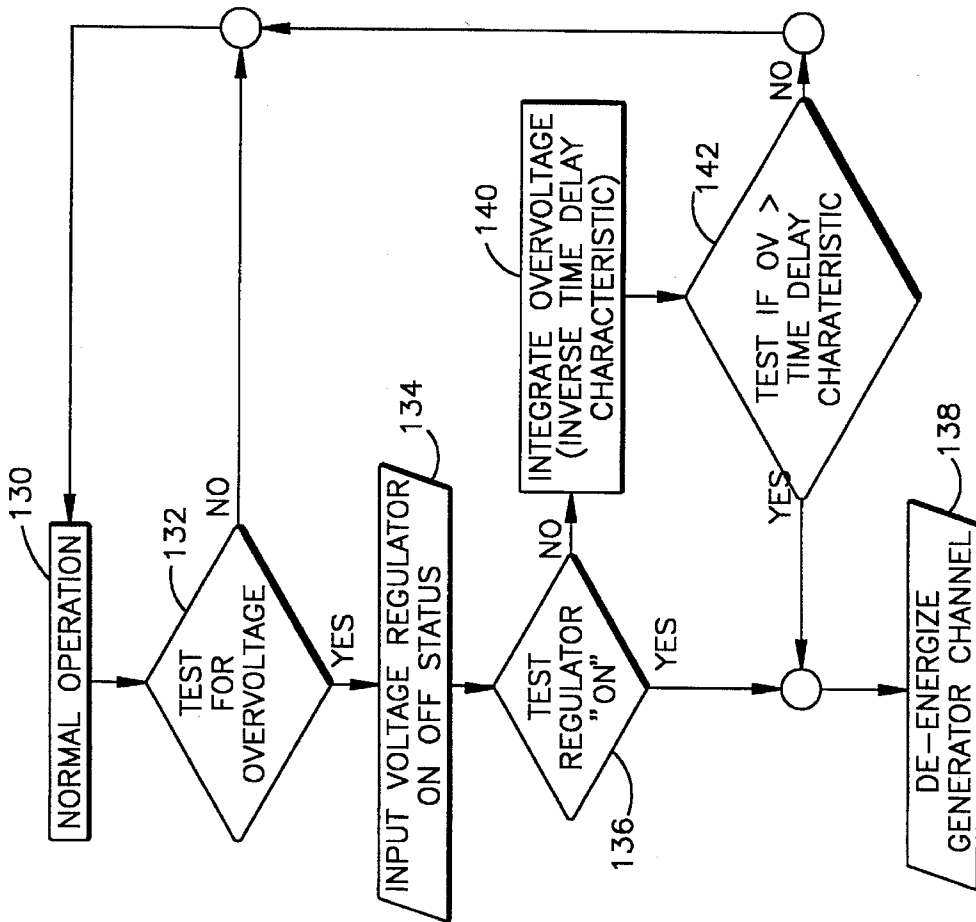 130
NORMAL OPERATION
132
TEST
FOR
OVERVOLTAGE
NO
YES
134
INPUT VOLTAGE REGULATOR
ON OFF STATUS
136
TEST
REGULATOR
"ON"
NO
YES
140
INTEGRATE OVERVOLTAGE
(INVERSE TIME DELAY
CHARACTERISTIC)
142
TEST IF OV >
TIME DELAY
CHARATERISTIC
NO
YES
138
DE-ENERGIZE
GENERATOR CHANNEL